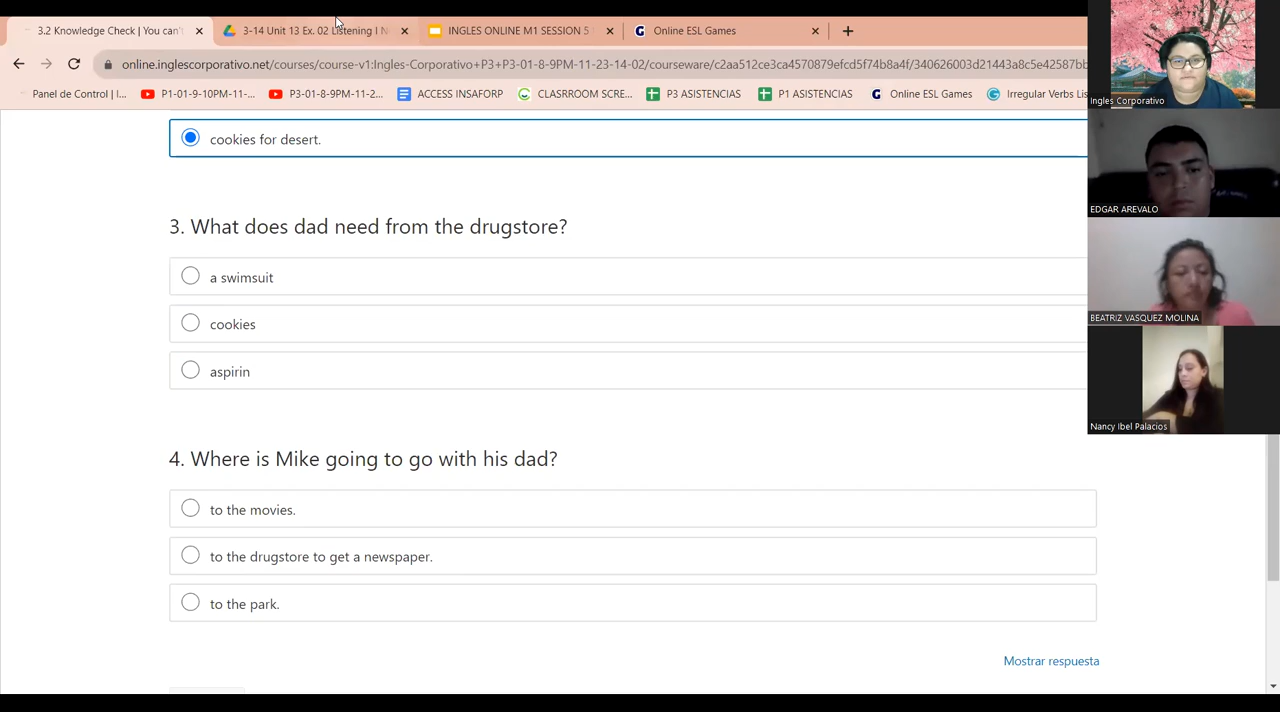 3.2 Knowledge Check | You can'
3-14 Unit 13 Ex. 02 Listening I N
INGLES ONLINE M1 SESSION 5
Online ESL Games
online.inglescorporativo.net/courses/course-v1:Ingles-Corporativo+P3+P3-01-8-9PM-11-23-14-02/courseware/c2aa512ce3ca4570879efcd5f74b8a4f/340626003d21443a8c5e42587bb
Panel de Control | I...
P1-01-9-10PM-11-...
P3-01-8-9PM-11-2...
ACCESS INSAFORP
CLASRROOM SCRE...
P3 ASISTENCIAS
P1 ASISTENCIAS
Online ESL Games
Irregular Verbs Lis
cookies for desert.
3. What does dad need from the drugstore?
a swimsuit
cookies
aspirin
4. Where is Mike going to go with his dad?
to the movies.
to the drugstore to get a newspaper.
to the park.
Mostrar respuesta
Ingles Corporativo
EDGAR AREVALO
BEATRIZ VASQUEZ MOLINA
Nancy Ibel Palacios